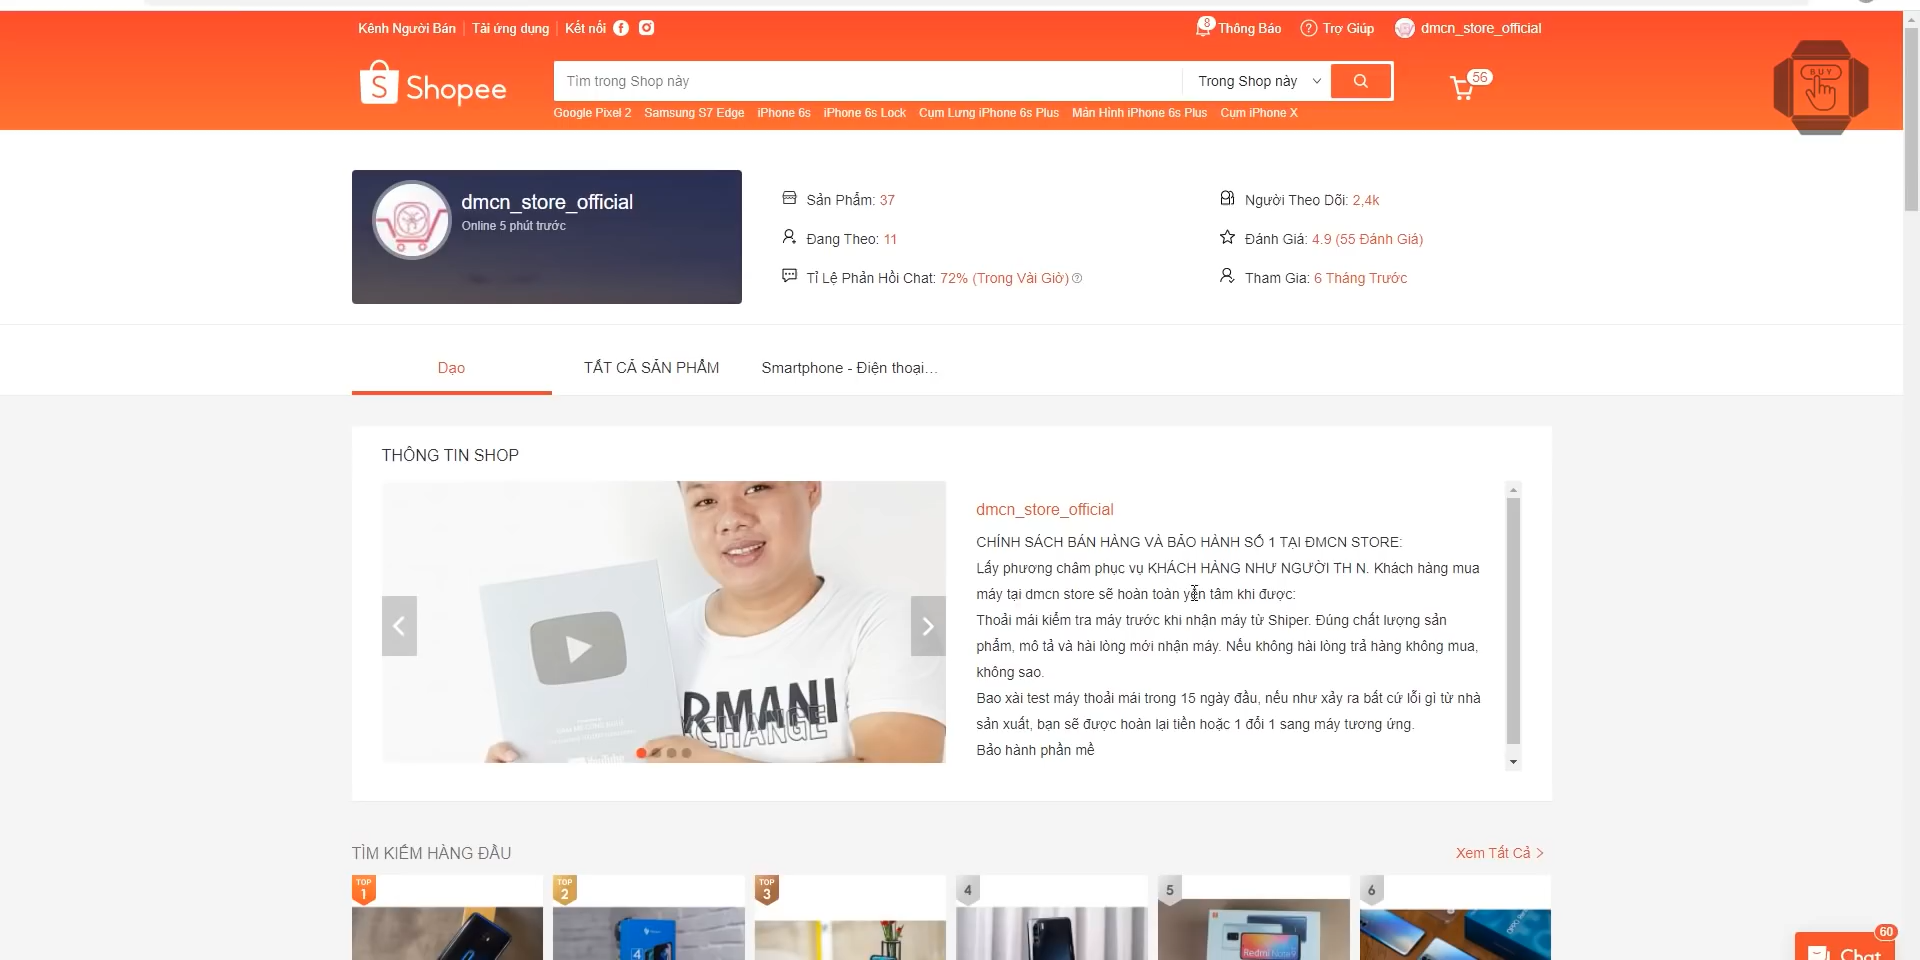 Kênh Người Bán
Tải ứng dụng
Kết nối
8
Thông Báo
Trợ Giúp
dmcn_store_official
Shopee
Tìm trong Shop này
Trong Shop này
56
BUY
Google Pixel 2 Samsung S7 Edge iPhone 6s iPhone 6s Lock Cụm Lưng iPhone 6s Plus Màn Hình iPhone 6s Plus Cụm iPhone X
dmcn_store_official
Online 5 phút trước
Sản Phẩm: 37
Người Theo Dõi: 2,4k
Đang Theo: 11
Đánh Giá: 4.9 (55 Đánh Giá)
Tỉ Lệ Phản Hồi Chat: 72% (Trong Vài Giờ)
Tham Gia: 6 Tháng Trước
Dạo
TẤT CẢ SẢN PHẨM
Smartphone - Điện thoại...
THÔNG TIN SHOP
dmcn_store_official
CHÍNH SÁCH BÁN HÀNG VÀ BẢO HÀNH SỐ 1 TẠI ĐMCN STORE:
Lấy phương châm phục vụ KHÁCH HÀNG NHƯ NGƯỜI TH N. Khách hàng mua
máy tại dmcn store sẽ hoàn toàn yên tâm khi được:
Thoải mái kiểm tra máy trước khi nhận máy từ Shiper. Đúng chất lượng sản
phẩm, mô tả và hài lòng mới nhận máy. Nếu không hài lòng trả hàng không mua,
không sao.
Bao xài test máy thoải mái trong 15 ngày đầu, nếu như xảy ra bất cứ lỗi gì từ nhà
sản xuất, bạn sẽ được hoàn lại tiền hoặc 1 đổi 1 sang máy tương ứng.
Bảo hành phần mề
RMANI
XCHANGE
YouTube
TÌM KIẾM HÀNG ĐẦU
Xem Tất Cả
TOP 1
TOP 2
TOP 3
4
5
6
Redmi Note9
60
Chat